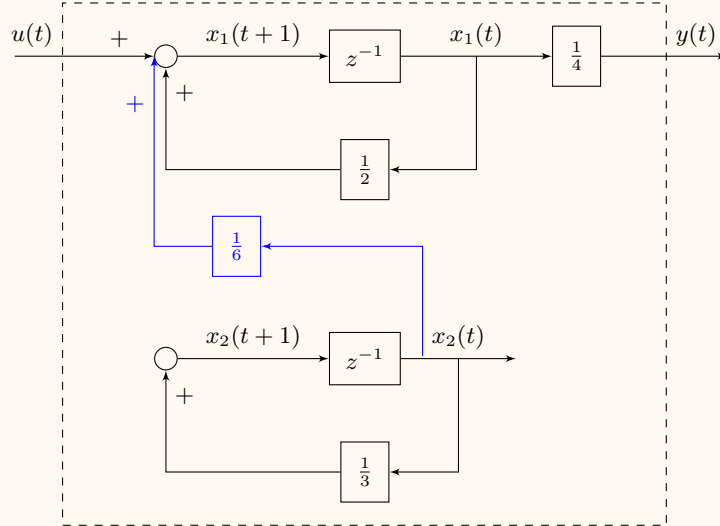 u(t) + x₁(t+1) z⁻¹ x₁(t) 1/4 y(t)
+ +
1/2
1/6
x₂(t+1) z⁻¹ x₂(t)
+
1/3